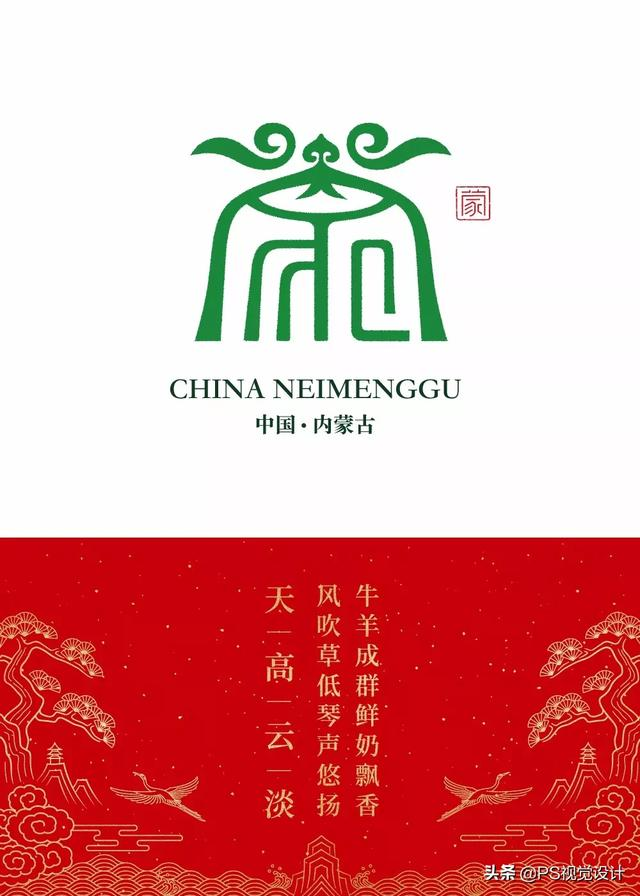 蒙
CHINA NEIMENGGU
中国·内蒙古
牛羊成群鲜奶飘香
风吹草低琴声悠扬
天｜高｜云｜淡
头条 @PS视觉设计